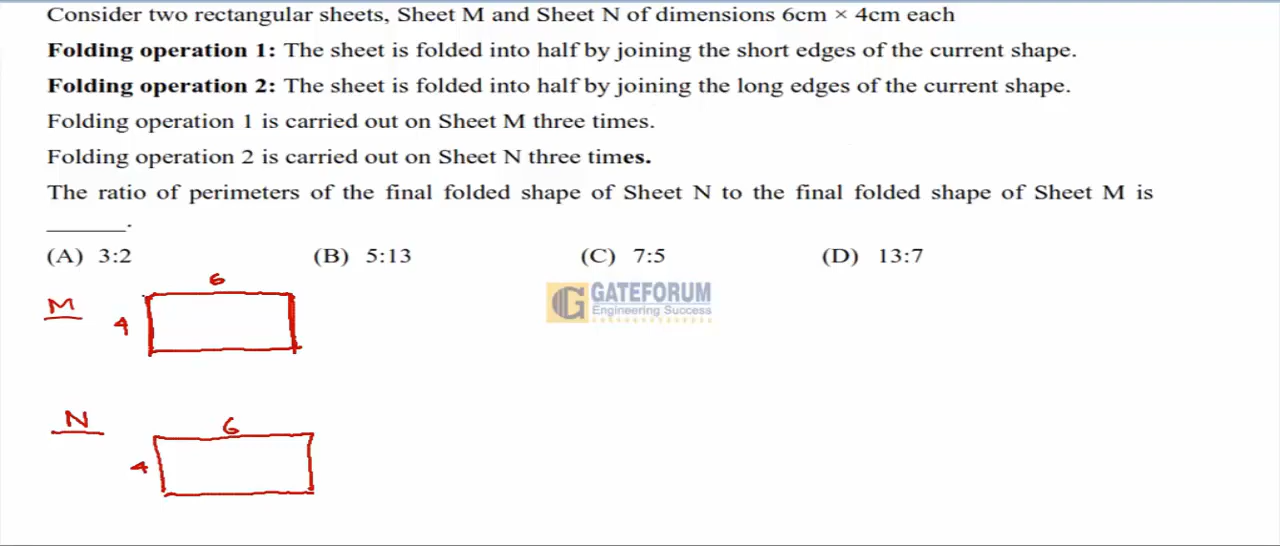 Consider two rectangular sheets, Sheet M and Sheet N of dimensions 6cm × 4cm each
Folding operation 1: The sheet is folded into half by joining the short edges of the current shape.
Folding operation 2: The sheet is folded into half by joining the long edges of the current shape.
Folding operation 1 is carried out on Sheet M three times.
Folding operation 2 is carried out on Sheet N three times.
The ratio of perimeters of the final folded shape of Sheet N to the final folded shape of Sheet M is
_______.
(A) 3:2 (B) 5:13 (C) 7:5 (D) 13:7
6
M
4
GATEFORUM
Engineering Success
N
6
4